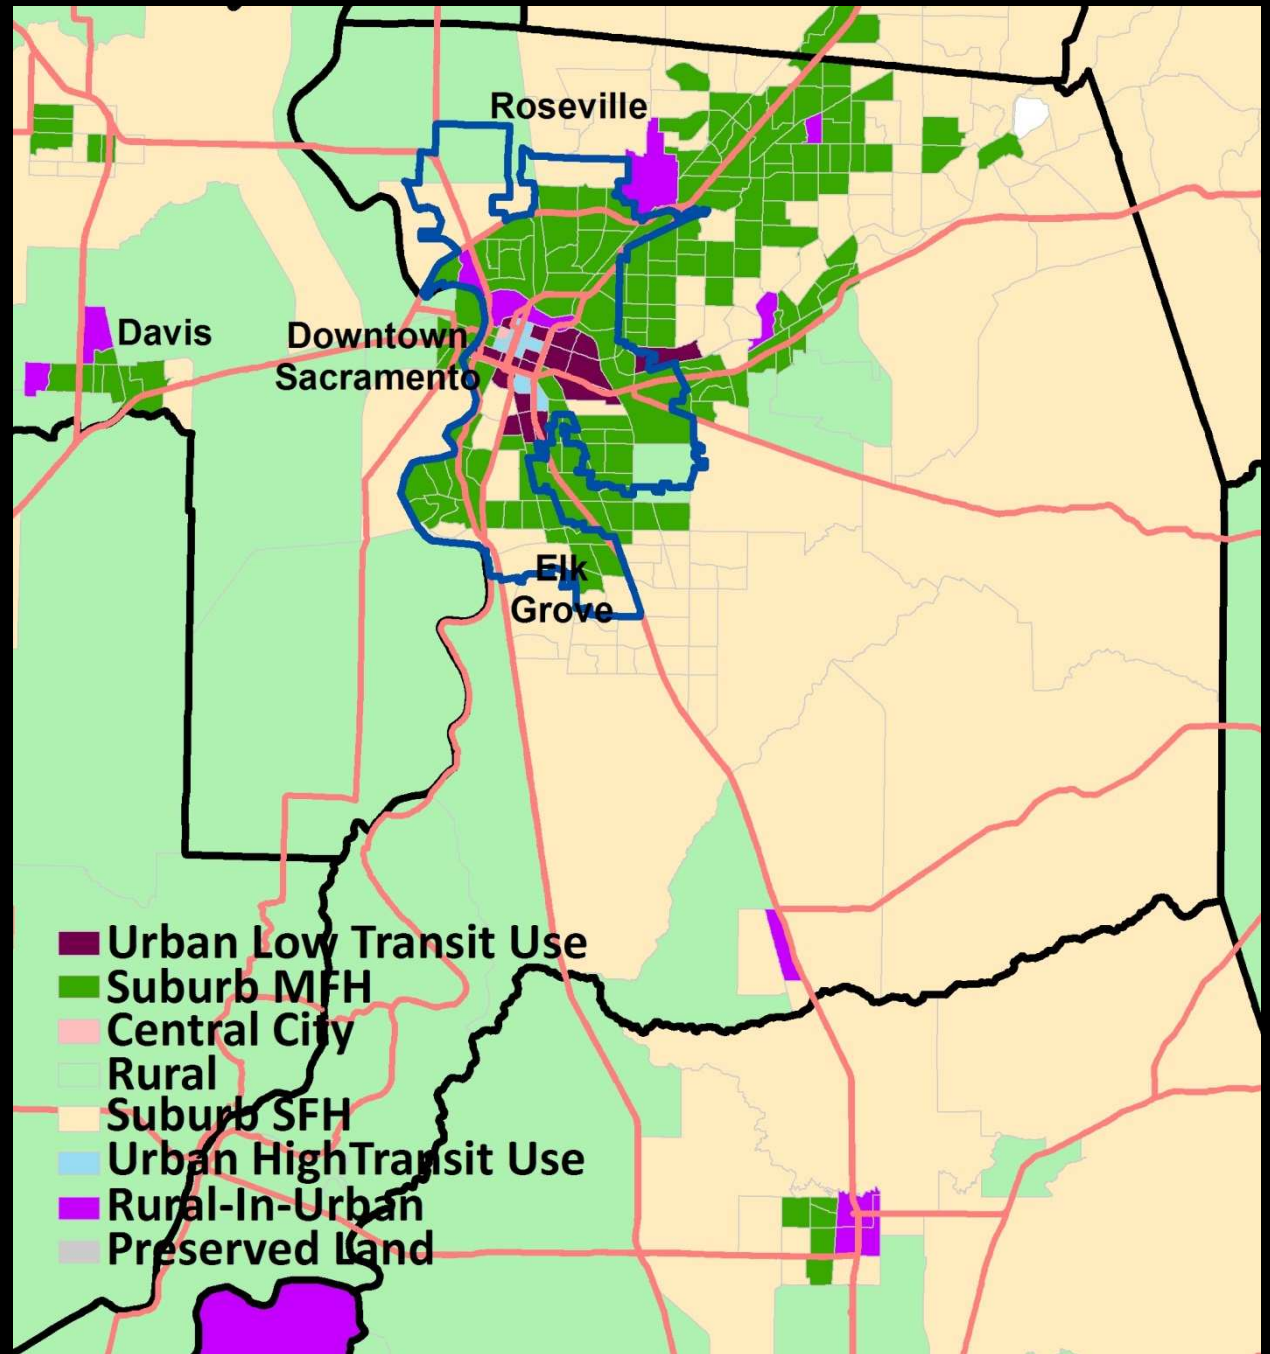 Roseville
Davis
Downtown
Sacramento
Elk
Grove
Urban Low Transit Use
Suburb MFH
Central City
Rural
Suburb SFH
Urban HighTransit Use
Rural-In-Urban
Preserved Land